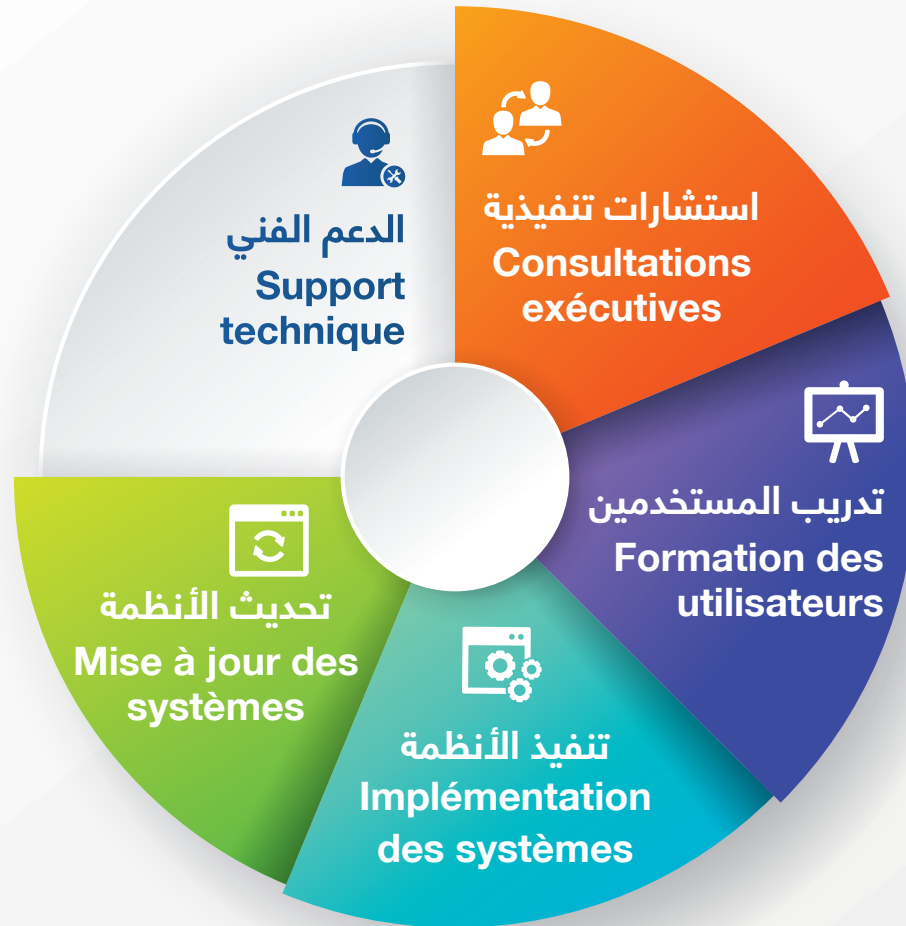 استشارات تنفيذية
Consultations
exécutives
تدريب المستخدمين
Formation des
utilisateurs
تنفيذ الأنظمة
Implémentation
des systèmes
تحديث الأنظمة
Mise à jour des
systèmes
الدعم الفني
Support
technique